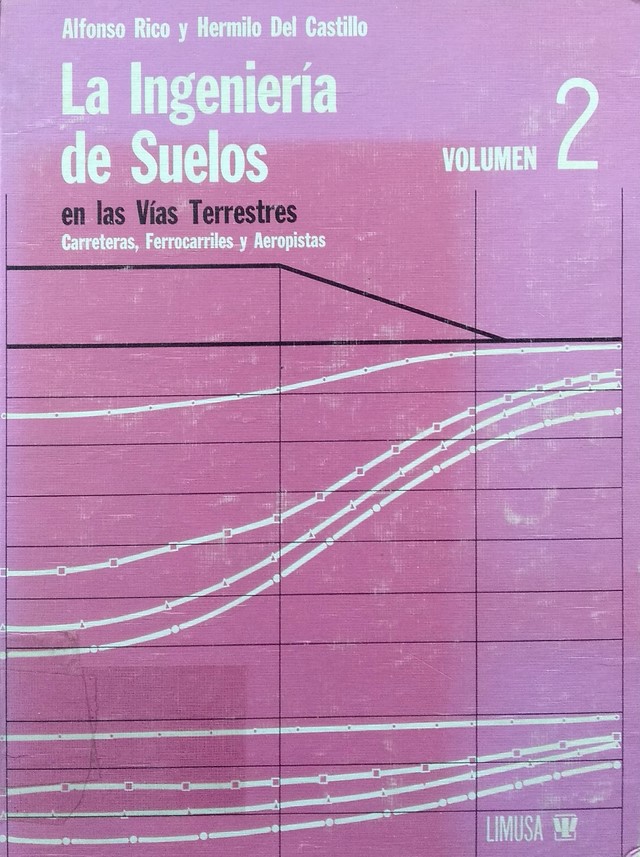 Alfonso Rico y Hermilo Del Castillo
La Ingeniería
de Suelos
VOLUMEN 2
en las Vías Terrestres
Carreteras, Ferrocarriles y Aeropistas
LIMUSA